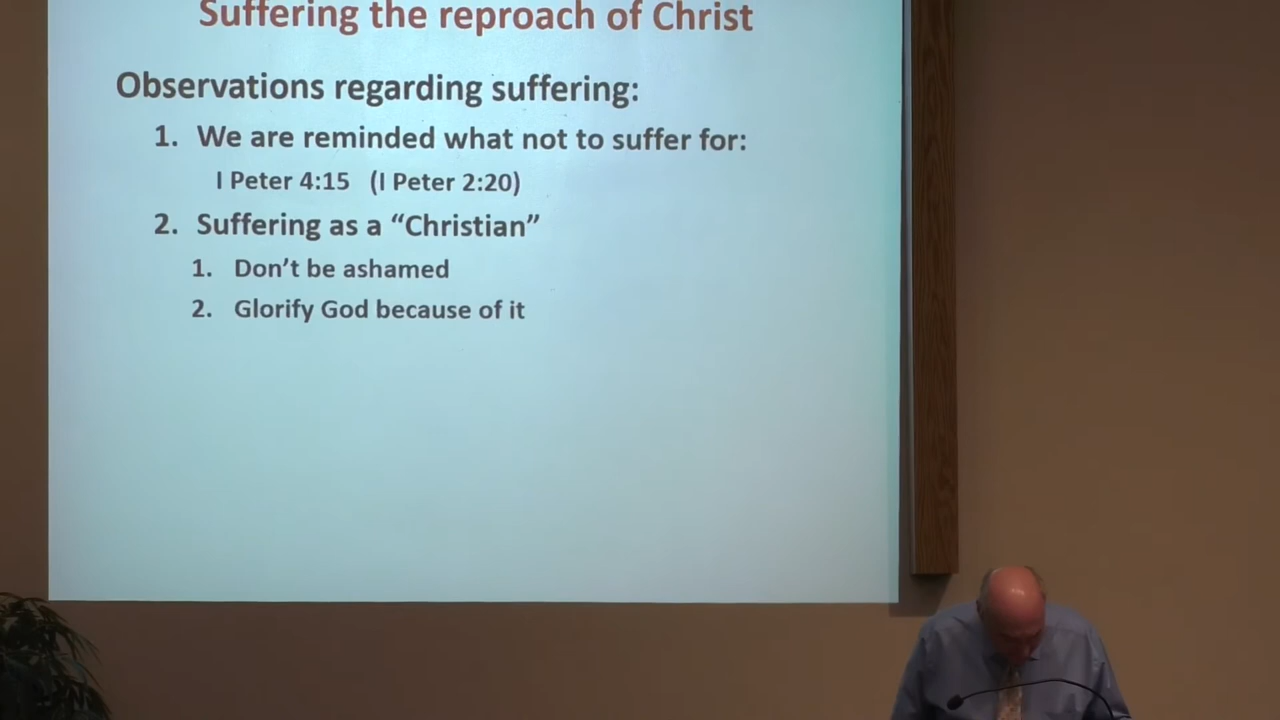 Suffering the reproach of Christ
Observations regarding suffering:
1. We are reminded what not to suffer for:
I Peter 4:15 (I Peter 2:20)
2. Suffering as a “Christian”
1. Don’t be ashamed
2. Glorify God because of it